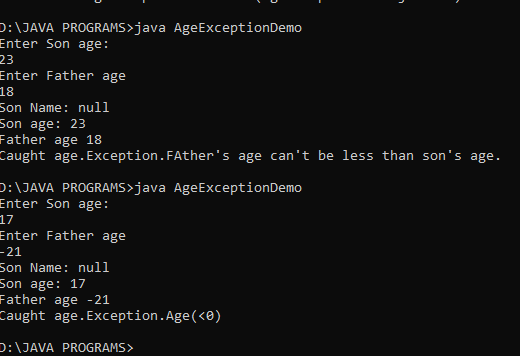 D:\JAVA PROGRAMS>java AgeExceptionDemo
Enter Son age:
23
Enter Father age
18
Son Name: null
Son age: 23
Father age 18
Caught age.Exception.FAther's age can't be less than son's age.
D:\JAVA PROGRAMS>java AgeExceptionDemo
Enter Son age:
17
Enter Father age
-21
Son Name: null
Son age: 17
Father age -21
Caught age.Exception.Age(<0)
D:\JAVA PROGRAMS>